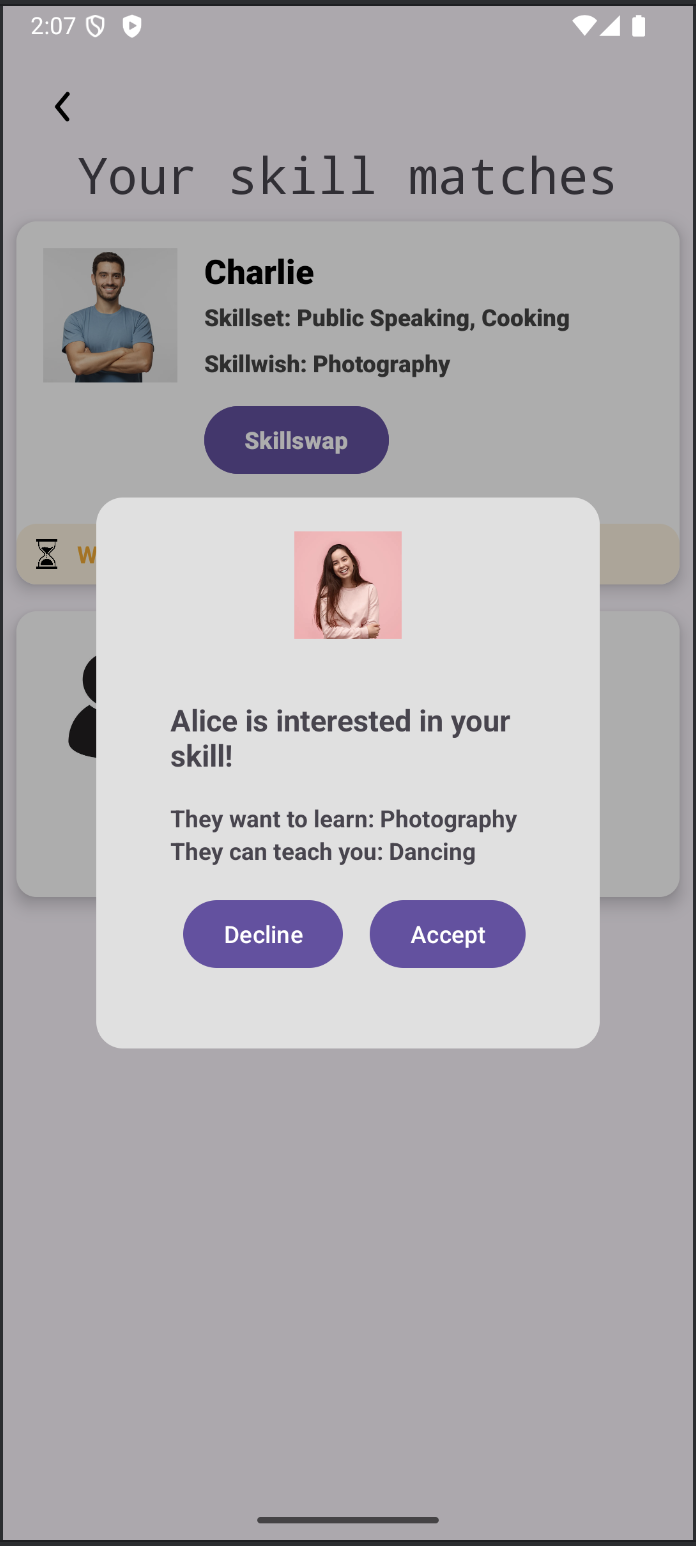 2:07
Your skill matches
Charlie
Skillset: Public Speaking, Cooking
Skillwish: Photography
Skillswap
Alice is interested in your
skill!
They want to learn: Photography
They can teach you: Dancing
Decline
Accept